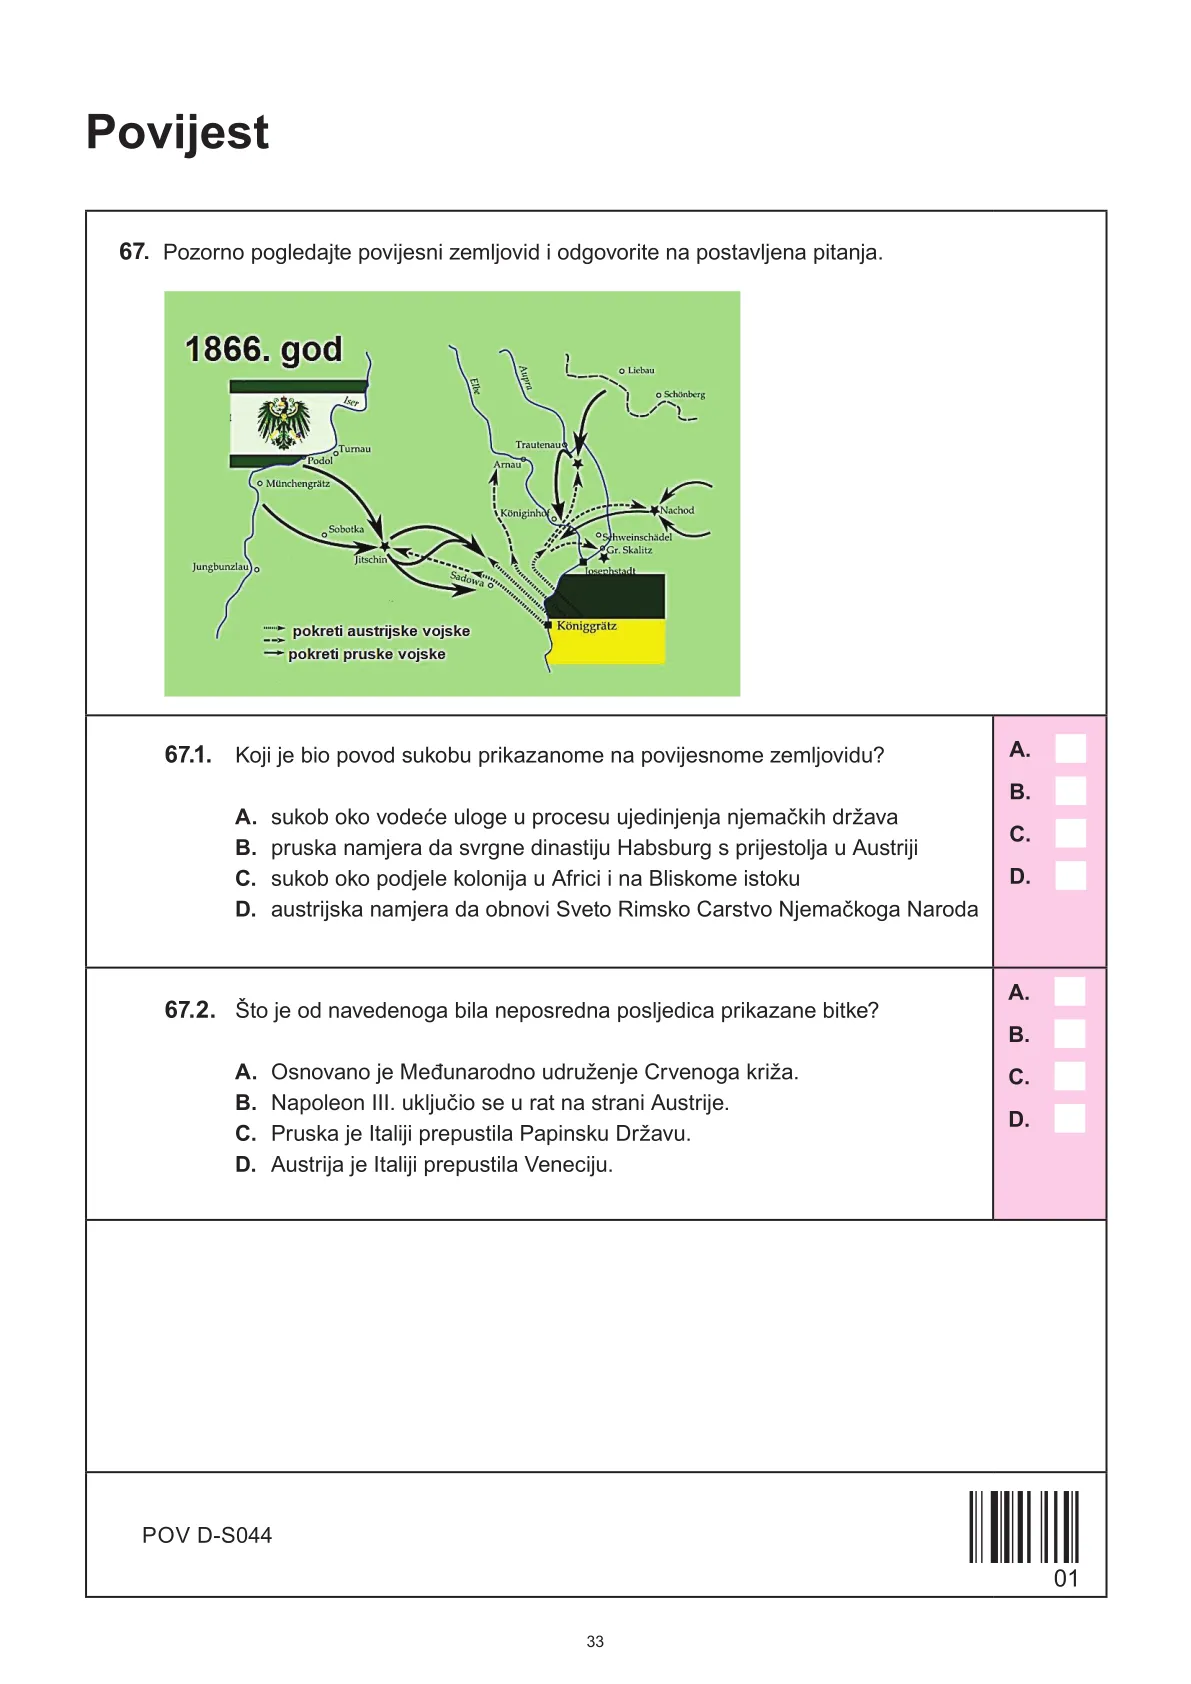 Povijest
67. Pozorno pogledajte povijesni zemljovid i odgovorite na postavljena pitanja.
1866. god
Iser
Turnau
Podol
Münchengrätz
Sobotka
Jitschin
Jungbunzlau
Sadowa
Elbe
Aupra
Liebau
Schönberg
Trautenau
Arnau
Königinhof
Nachod
Schweinschädel
Gr. Skalitz
Josephstadt
Königgrätz
pokreti austrijske vojske
pokreti pruske vojske
67.1. Koji je bio povod sukobu prikazanome na povijesnome zemljovidu?
A. sukob oko vodeće uloge u procesu ujedinjenja njemačkih država
B. pruska namjera da svrgne dinastiju Habsburg s prijestolja u Austriji
C. sukob oko podjele kolonija u Africi i na Bliskome istoku
D. austrijska namjera da obnovi Sveto Rimsko Carstvo Njemačkoga Naroda
A.
B.
C.
D.
67.2. Što je od navedenoga bila neposredna posljedica prikazane bitke?
A. Osnovano je Međunarodno udruženje Crvenoga križa.
B. Napoleon III. uključio se u rat na strani Austrije.
C. Pruska je Italiji prepustila Papinsku Državu.
D. Austrija je Italiji prepustila Veneciju.
A.
B.
C.
D.
POV D-S044
01
33